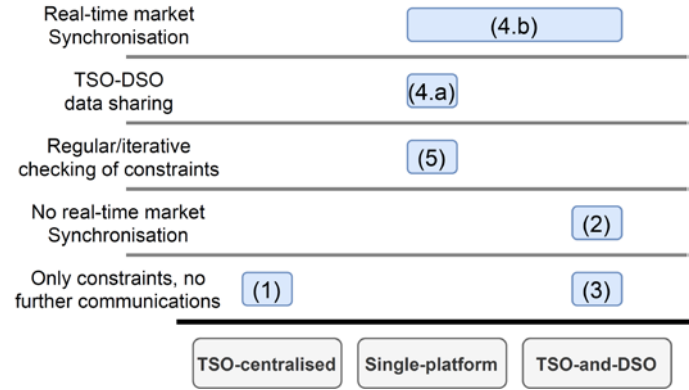 Real-time market
Synchronisation
(4.b)
TSO-DSO
data sharing
(4.a)
Regular/iterative
checking of constraints
(5)
No real-time market
Synchronisation
(2)
Only constraints, no
further communications
(1)
(3)
TSO-centralised
Single-platform
TSO-and-DSO